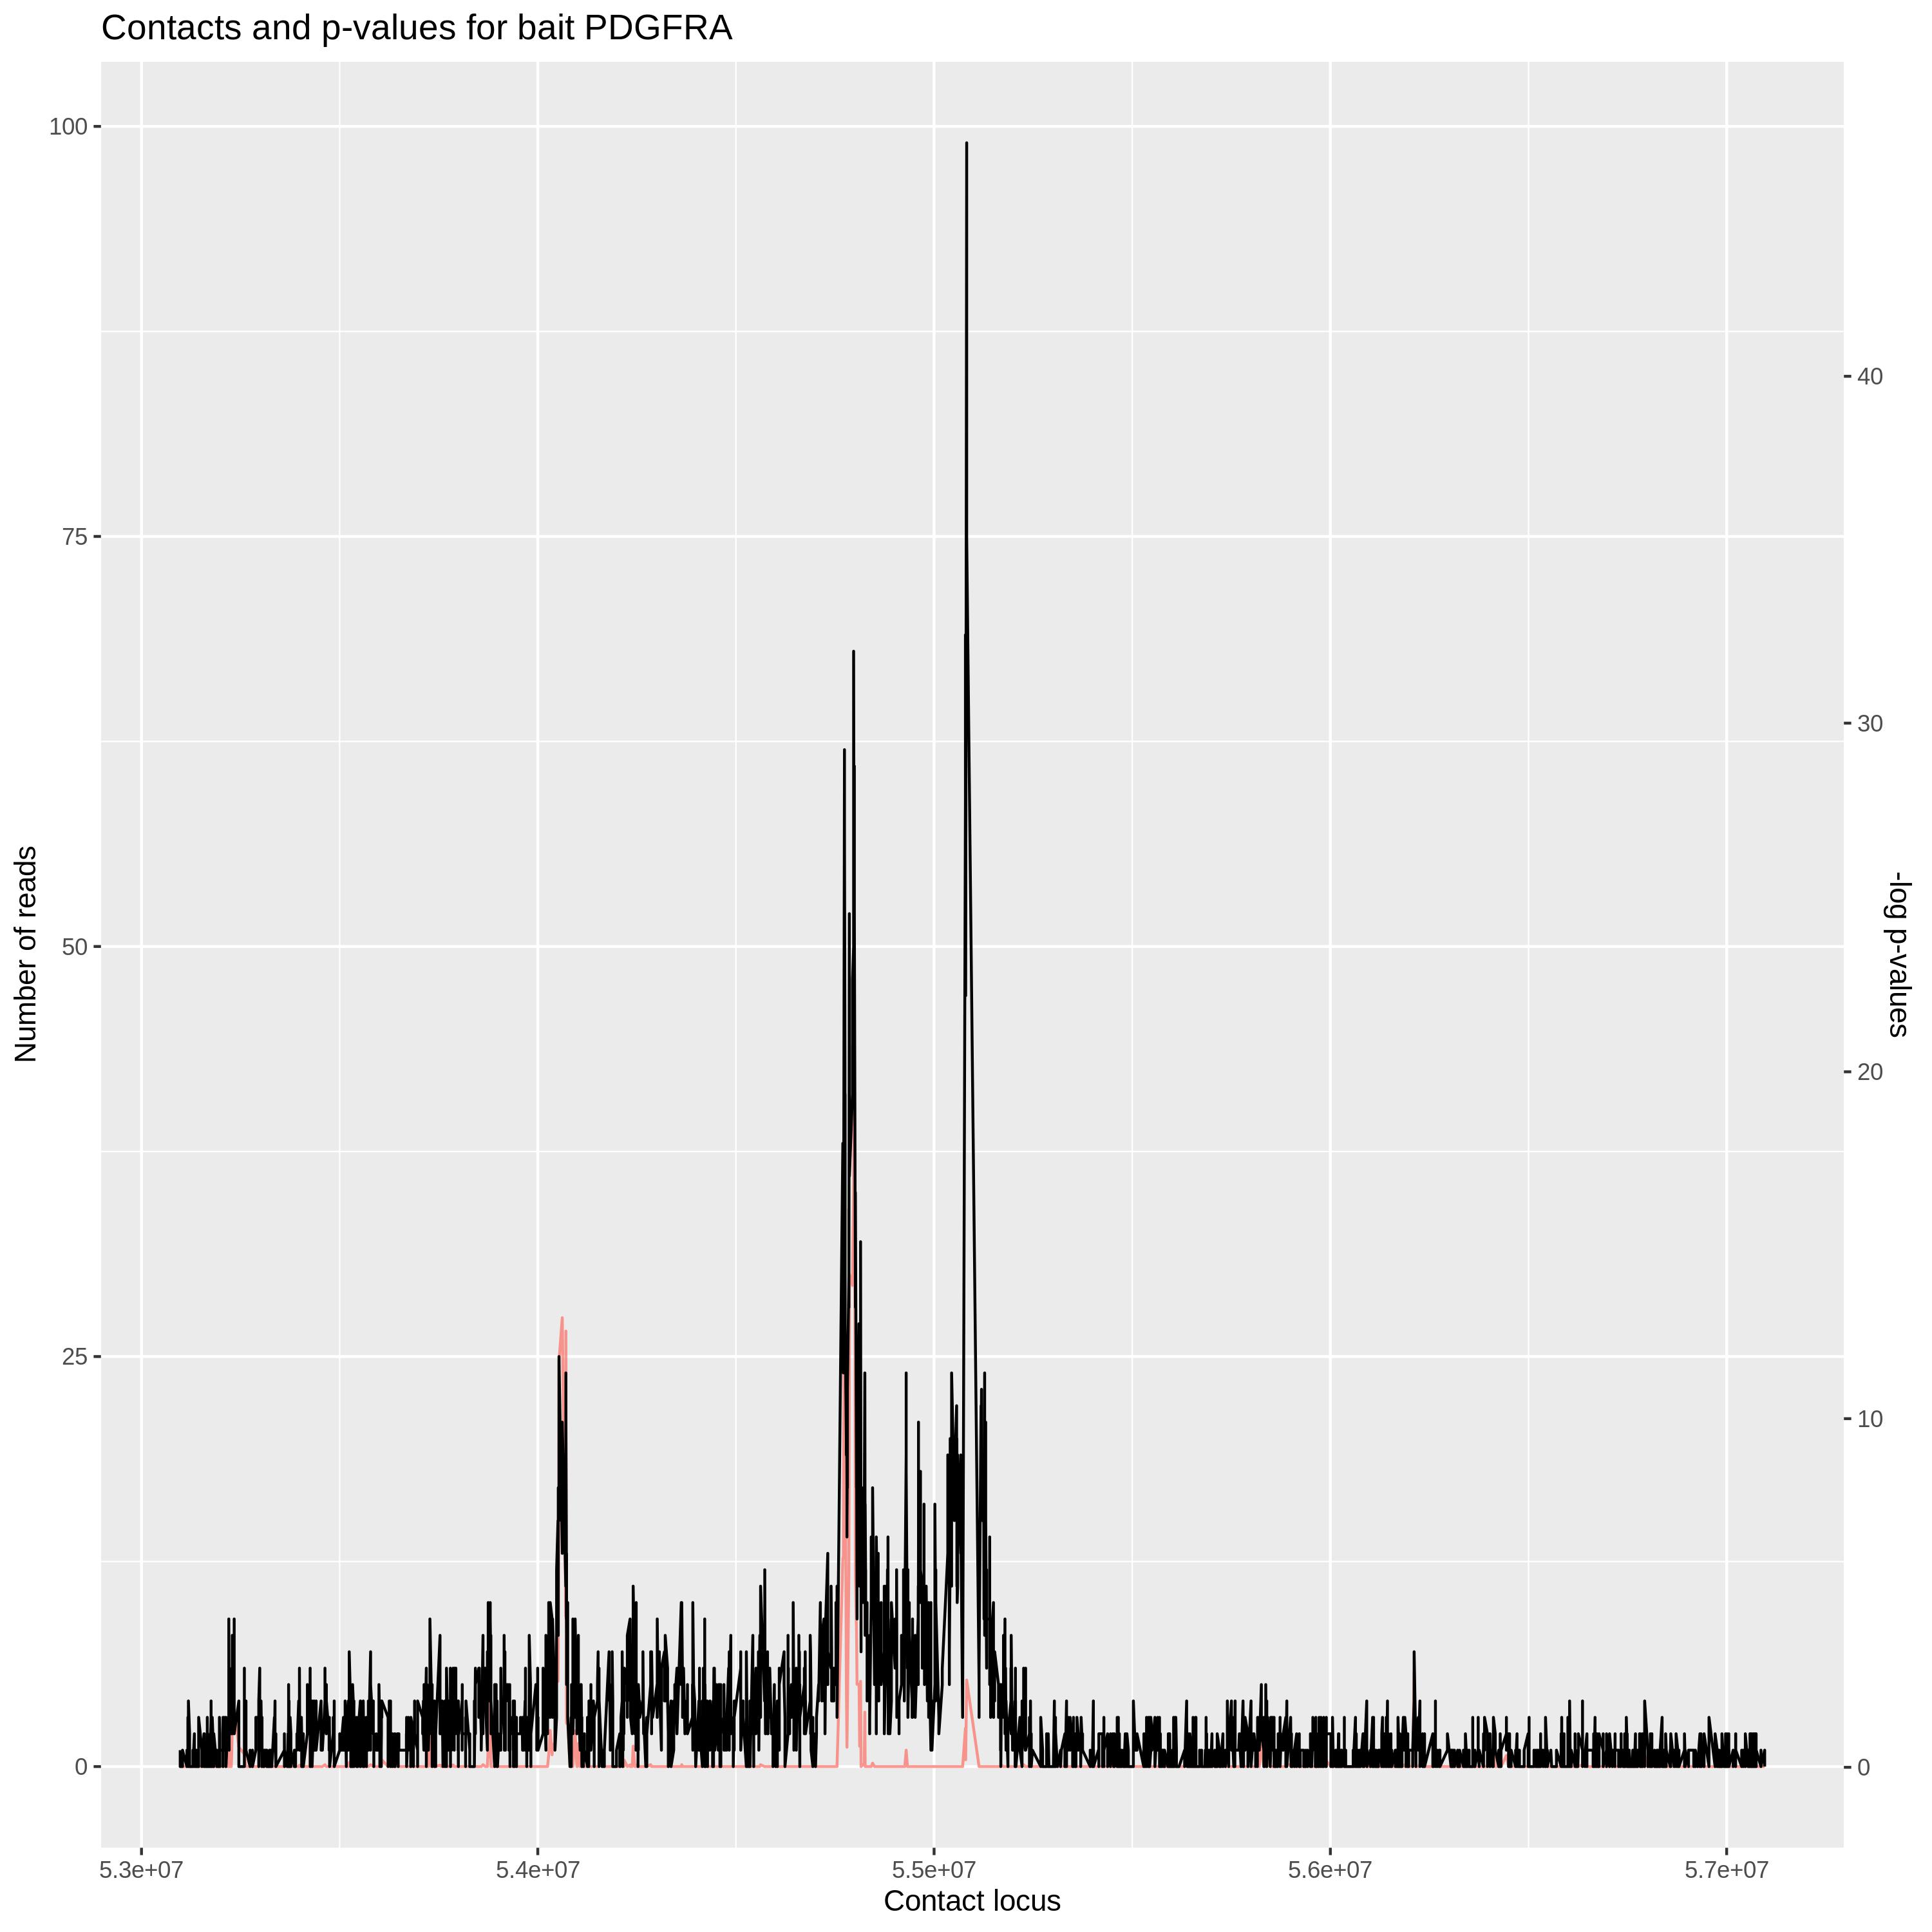 Contacts and p-values for bait PDGFRA
100
75
50
25
0
Number of reads
40
30
20
10
0
-log p-values
5.3e+07
5.4e+07
5.5e+07
5.6e+07
5.7e+07
Contact locus